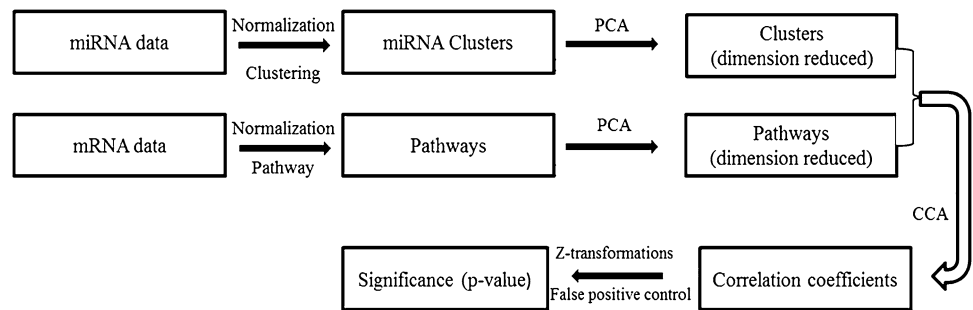 miRNA data
Normalization
Clustering
miRNA Clusters
PCA
Clusters
(dimension reduced)
mRNA data
Normalization
Pathway
Pathways
PCA
Pathways
(dimension reduced)
CCA
Significance (p-value)
Z-transformations
False positive control
Correlation coefficients